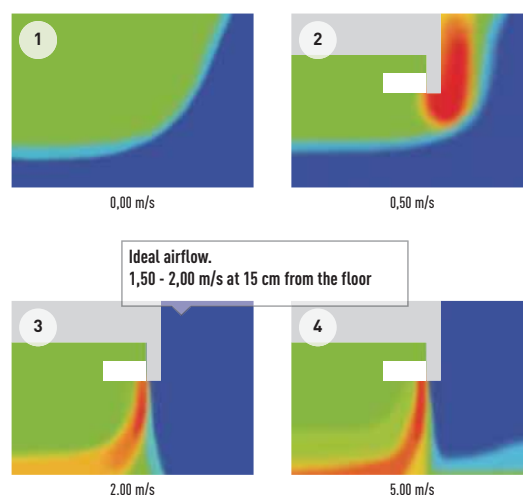 1
2
0,00 m/s
0,50 m/s
Ideal airflow.
1,50 - 2,00 m/s at 15 cm from the floor
3
4
2.00 m/s
5.00 m/s